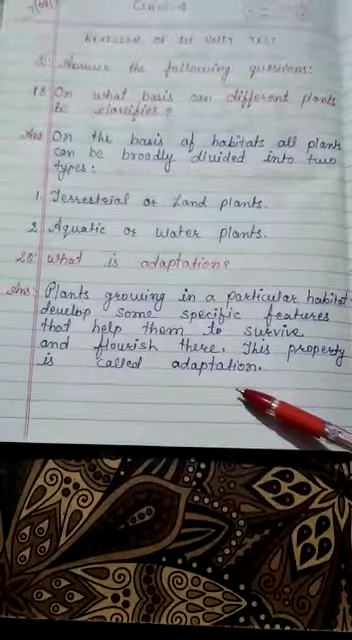 Class-4
REVISION OF 1st UNIT TEST
Q: Answer the following questions:
1Q: On what basis can different plants
be classifies?
Ans: On the basis of habitats all plants
can be broadly divided into two
types:
1. Terrestrial or Land plants.
2. Aquatic or Water plants.
2Q: What is adaptation?
Ans: Plants growing in a particular habitat
develop some specific features
that help them to survive
and flourish there. This property
is called adaptation.